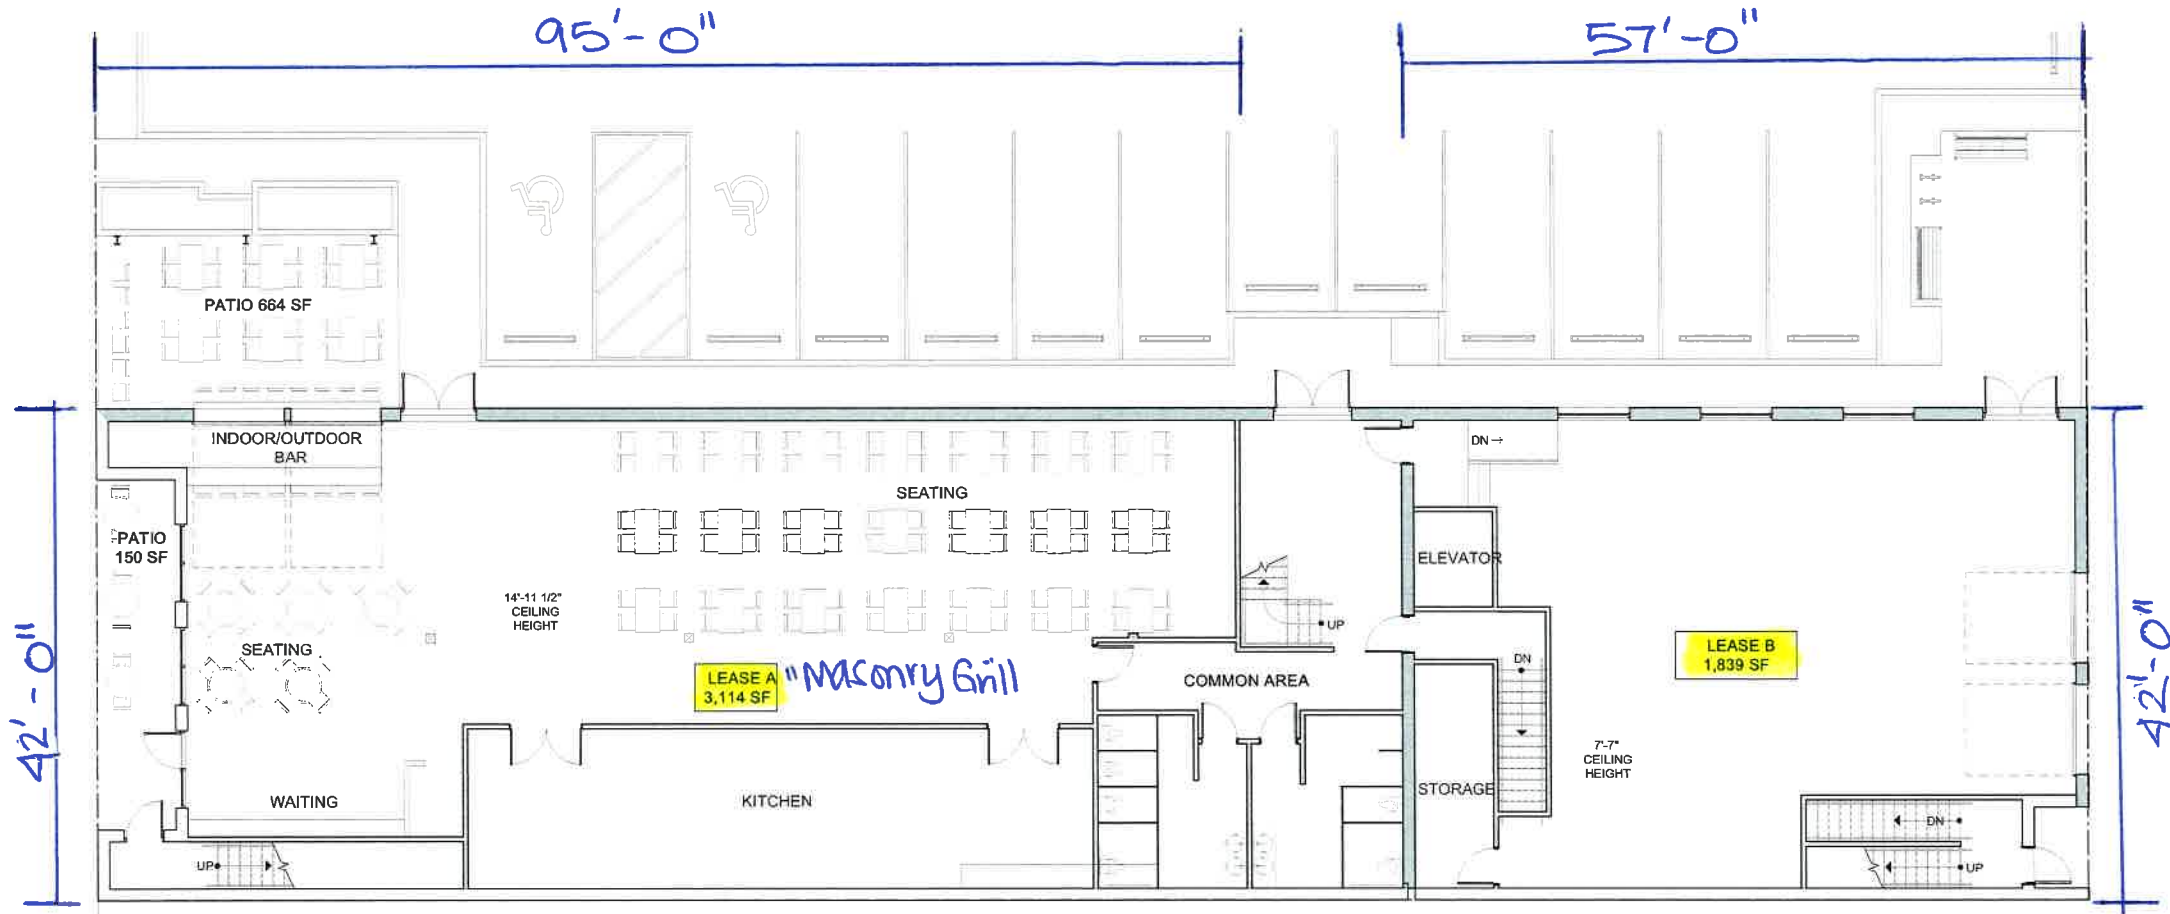 95'-0"
57'-0"
PATIO 664 SF
INDOOR/OUTDOOR
BAR
DN
SEATING
PATIO
150 SF
ELEVATOR
14'-11 1/2"
CEILING
HEIGHT
UP
42'-0"
SEATING
LEASE A
3,114 SF
"Masonry Grill
COMMON AREA
DN
LEASE B
1,839 SF
42'-0"
7'-7"
CEILING
HEIGHT
STORAGE
WAITING
KITCHEN
UP
DN
UP